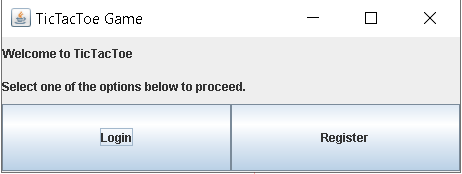 TicTacToe Game
Welcome to TicTacToe
Select one of the options below to proceed.
Login Register